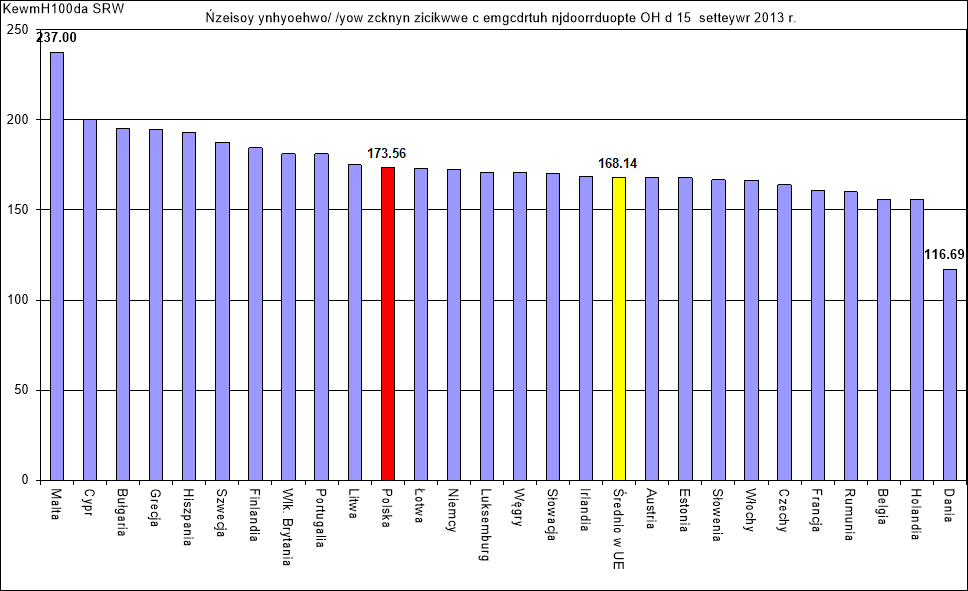 KewmH100da SRW
Ńzeisoy ynhyoehwo/ /yow zcknyn zicikwwe c emgcdrtuh njdoorrduopte OH d 15 setteywr 2013 r.
250
237.00
200
173.56
168.14
150
116.69
100
50
0
Malta
Cypr
Bułgaria
Grecja
Hiszpania
Szwecja
Finlandia
Wlk. Brytania
Portugalia
Litwa
Polska
Łotwa
Niemcy
Luksemburg
Węgry
Słowacja
Irlandia
Średnio w UE
Austria
Estonia
Słowenia
Włochy
Czechy
Francja
Rumunia
Belgia
Holandia
Dania